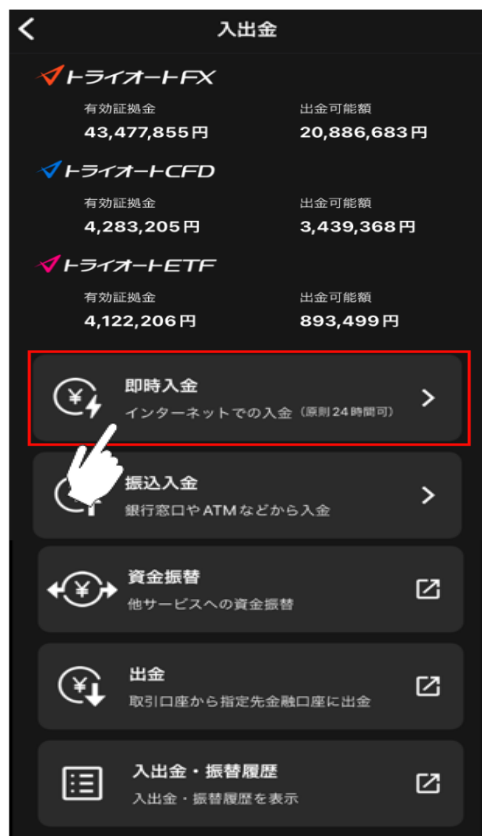 入出金
トライオートFX
有効証拠金 出金可能額
43,477,855円 20,886,683円
トライオートCFD
有効証拠金 出金可能額
4,283,205円 3,439,368円
トライオートETF
有効証拠金 出金可能額
4,122,206円 893,499円
即時入金
インターネットでの入金（原則24時間可）
振込入金
銀行窓口やATMなどから入金
資金振替
他サービスへの資金振替
出金
取引口座から指定先金融口座に出金
入出金・振替履歴
入出金・振替履歴を表示